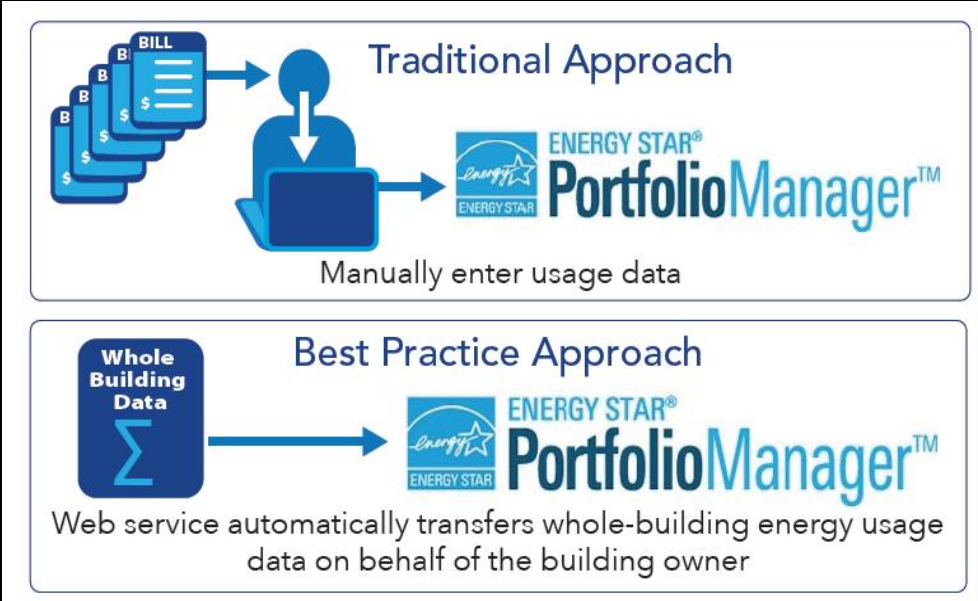 Traditional Approach
BILL
B
B
B
B
$
$
$
$
$
energy
ENERGY STAR
ENERGY STAR®
PortfolioManager™
Manually enter usage data
Best Practice Approach
Whole
Building
Data
Σ
energy
ENERGY STAR
ENERGY STAR®
PortfolioManager™
Web service automatically transfers whole-building energy usage
data on behalf of the building owner